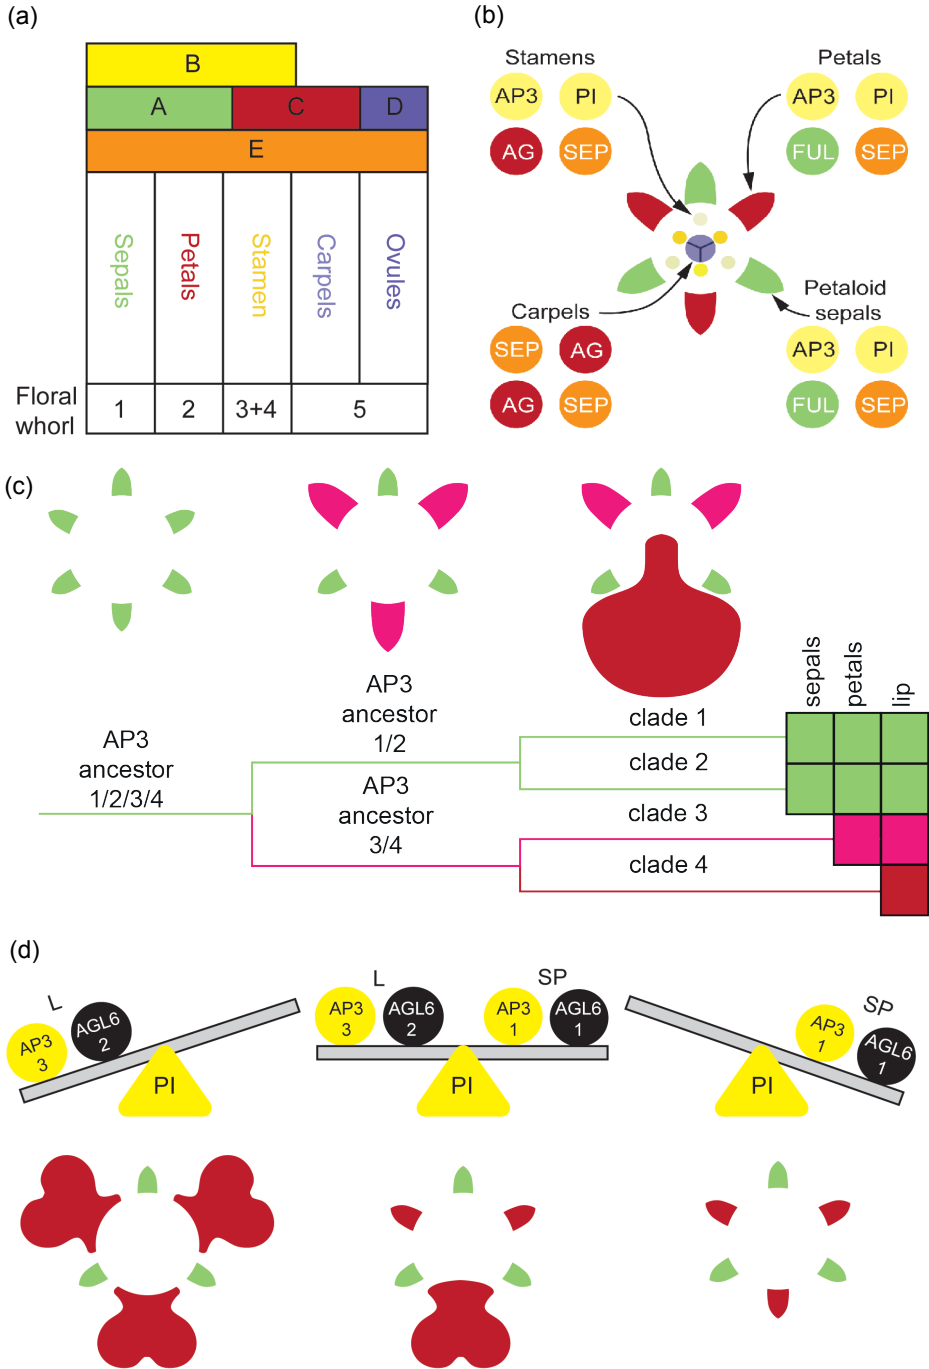 (a)
B
A C D
E
Sepals
Petals
Stamen
Carpels
Ovules
Floral
whorl
1 2 3+4 5
(b)
Stamens
AP3 PI
AG SEP
Petals
AP3 PI
FUL SEP
Carpels
SEP AG
AG SEP
Petaloid
sepals
AP3 PI
FUL SEP
(c)
AP3
ancestor
1/2/3/4
AP3
ancestor
1/2
AP3
ancestor
3/4
clade 1
clade 2
clade 3
clade 4
sepals
petals
lip
(d)
L
AP3
3
AGL6
2
PI
L
AP3
3
AGL6
2
SP
AP3
1
AGL6
1
PI
SP
AP3
1
AGL6
1
PI